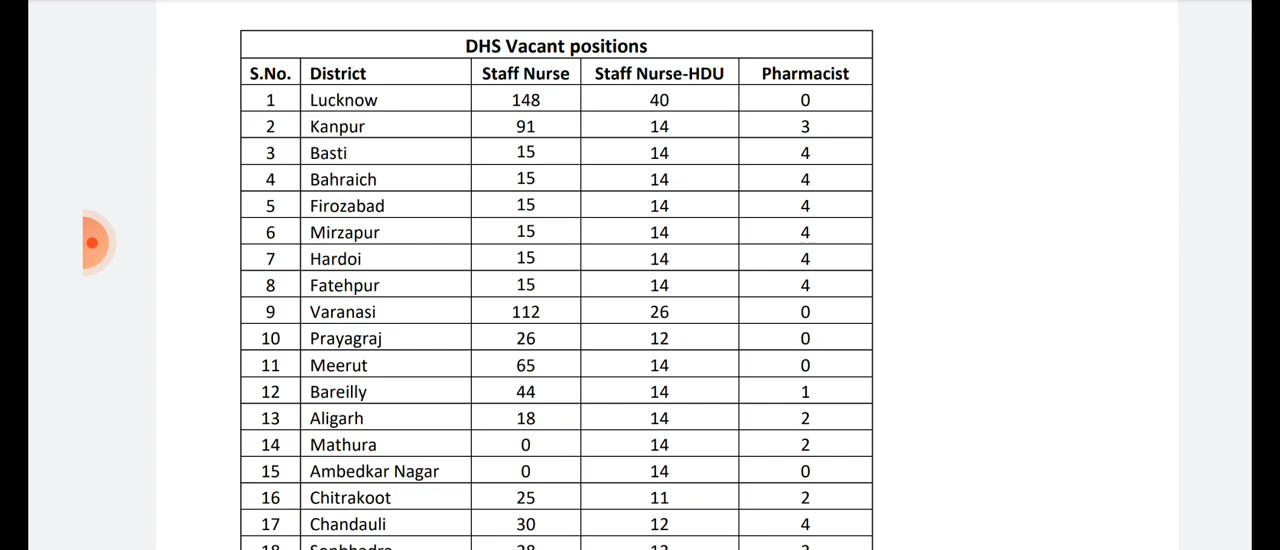 DHS Vacant positions
S.No. District Staff Nurse Staff Nurse-HDU Pharmacist
1 Lucknow 148 40 0
2 Kanpur 91 14 3
3 Basti 15 14 4
4 Bahraich 15 14 4
5 Firozabad 15 14 4
6 Mirzapur 15 14 4
7 Hardoi 15 14 4
8 Fatehpur 15 14 4
9 Varanasi 112 26 0
10 Prayagraj 26 12 0
11 Meerut 65 14 0
12 Bareilly 44 14 1
13 Aligarh 18 14 2
14 Mathura 0 14 2
15 Ambedkar Nagar 0 14 0
16 Chitrakoot 25 11 2
17 Chandauli 30 12 4